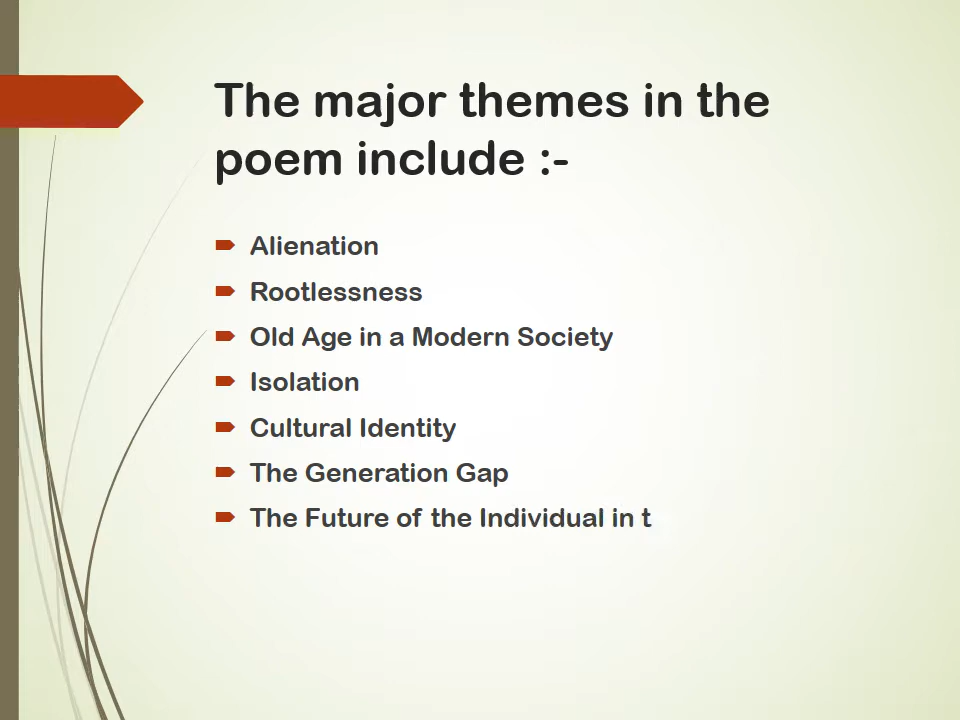 The major themes in the
poem include :-
Alienation
Rootlessness
Old Age in a Modern Society
Isolation
Cultural Identity
The Generation Gap
The Future of the Individual in t